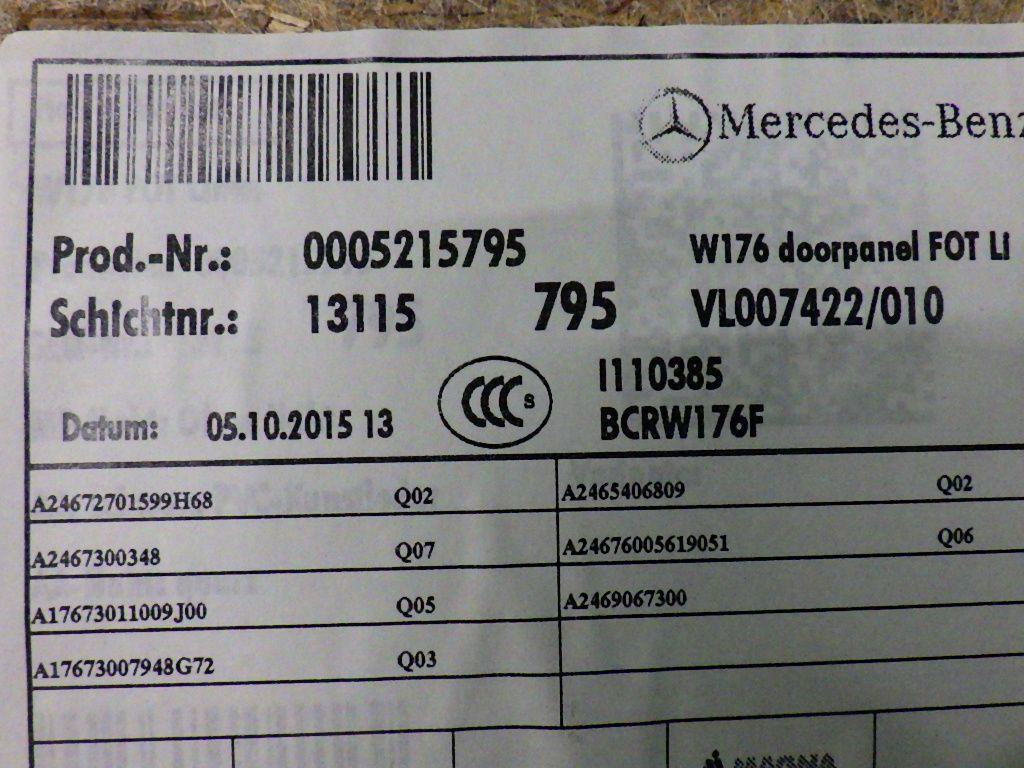 Mercedes-Benz
Prod.-Nr.: 0005215795 W176 doorpanel FOT LI
Schichtnr.: 13115 795 VL007422/010
CCC S I110385
Datum: 05.10.2015 13 BCRW176F
A24672701599H68 Q02 A2465406809 Q02
A2467300348 Q07 A24676005619051 Q06
A17673011009J00 Q05 A2469067300
A17673007948G72 Q03